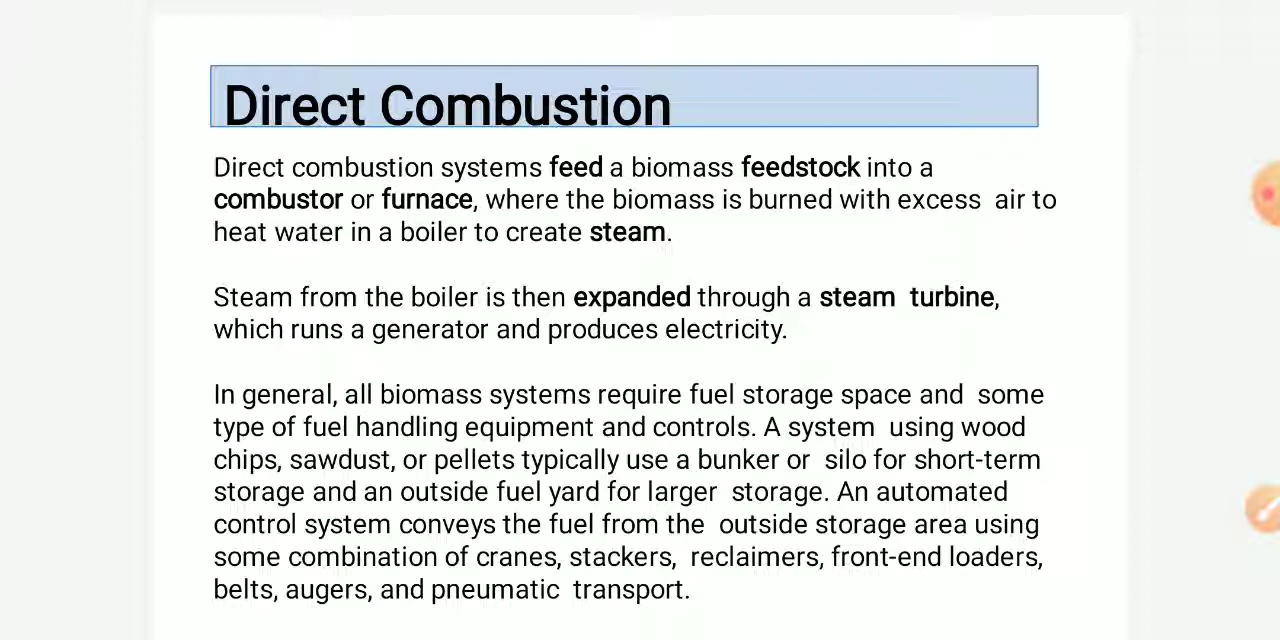 Direct Combustion
Direct combustion systems feed a biomass feedstock into a
combustor or furnace, where the biomass is burned with excess air to
heat water in a boiler to create steam.
Steam from the boiler is then expanded through a steam turbine,
which runs a generator and produces electricity.
In general, all biomass systems require fuel storage space and some
type of fuel handling equipment and controls. A system using wood
chips, sawdust, or pellets typically use a bunker or silo for short-term
storage and an outside fuel yard for larger storage. An automated
control system conveys the fuel from the outside storage area using
some combination of cranes, stackers, reclaimers, front-end loaders,
belts, augers, and pneumatic transport.